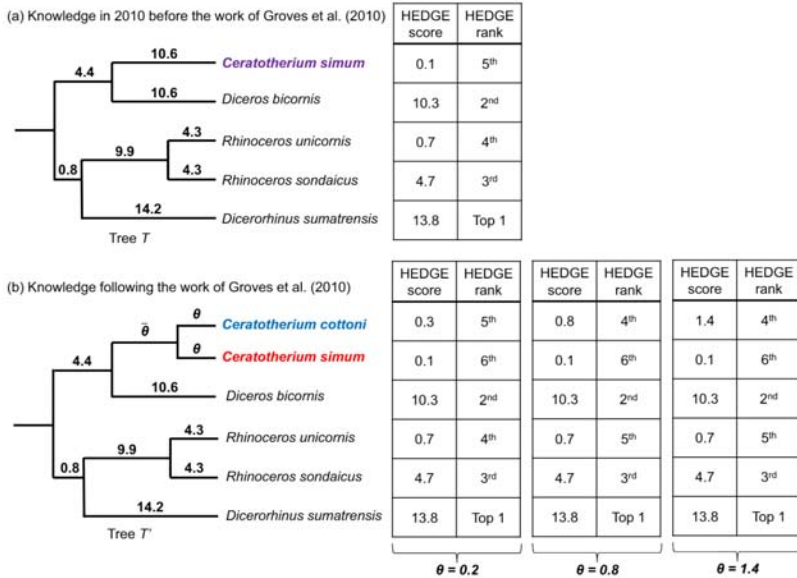 (a) Knowledge in 2010 before the work of Groves et al. (2010)
HEDGE score HEDGE rank
10.6 Ceratotherium simum 0.1 5th
4.4
10.6 Diceros bicornis 10.3 2nd
4.3 Rhinoceros unicornis 0.7 4th
9.9
0.8 4.3 Rhinoceros sondaicus 4.7 3rd
14.2 Dicerorhinus sumatrensis 13.8 Top 1
Tree T
(b) Knowledge following the work of Groves et al. (2010)
HEDGE score HEDGE rank HEDGE score HEDGE rank HEDGE score HEDGE rank
θ Ceratotherium cottoni 0.3 5th 0.8 4th 1.4 4th
θ̄
θ Ceratotherium simum 0.1 6th 0.1 6th 0.1 6th
4.4
10.6 Diceros bicornis 10.3 2nd 10.3 2nd 10.3 2nd
4.3 Rhinoceros unicornis 0.7 4th 0.7 5th 0.7 5th
9.9
0.8 4.3 Rhinoceros sondaicus 4.7 3rd 4.7 3rd 4.7 3rd
14.2 Dicerorhinus sumatrensis 13.8 Top 1 13.8 Top 1 13.8 Top 1
Tree T'
θ = 0.2 θ = 0.8 θ = 1.4